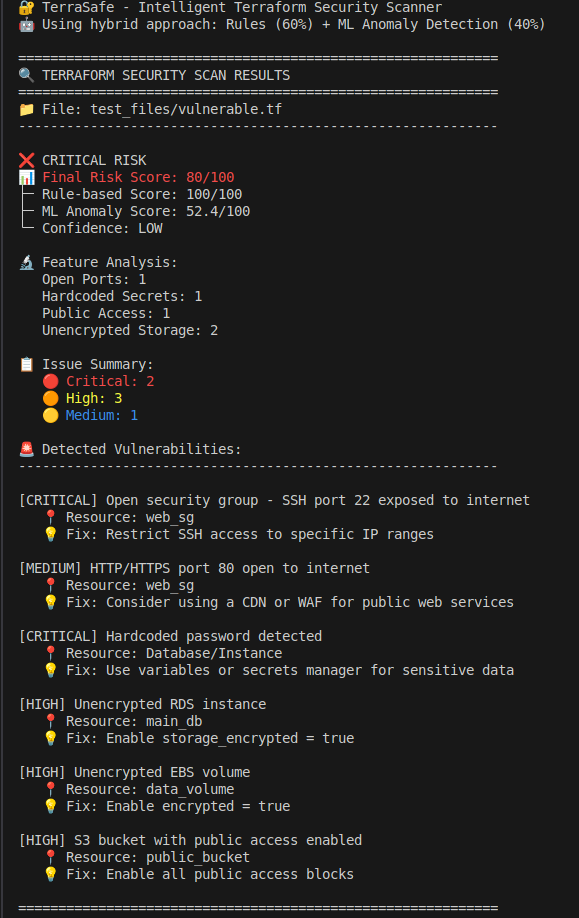 🔐 TerraSafe - Intelligent Terraform Security Scanner
🤖 Using hybrid approach: Rules (60%) + ML Anomaly Detection (40%)
============================================================
🔍 TERRAFORM SECURITY SCAN RESULTS
============================================================
📁 File: test_files/vulnerable.tf
------------------------------------------------------------
❌ CRITICAL RISK
📊 Final Risk Score: 80/100
├─ Rule-based Score: 100/100
├─ ML Anomaly Score: 52.4/100
└─ Confidence: LOW
🔬 Feature Analysis:
Open Ports: 1
Hardcoded Secrets: 1
Public Access: 1
Unencrypted Storage: 2
📋 Issue Summary:
🔴 Critical: 2
🟠 High: 3
🟡 Medium: 1
🚨 Detected Vulnerabilities:
------------------------------------------------------------
[CRITICAL] Open security group - SSH port 22 exposed to internet
📍 Resource: web_sg
💡 Fix: Restrict SSH access to specific IP ranges
[MEDIUM] HTTP/HTTPS port 80 open to internet
📍 Resource: web_sg
💡 Fix: Consider using a CDN or WAF for public web services
[CRITICAL] Hardcoded password detected
📍 Resource: Database/Instance
💡 Fix: Use variables or secrets manager for sensitive data
[HIGH] Unencrypted RDS instance
📍 Resource: main_db
💡 Fix: Enable storage_encrypted = true
[HIGH] Unencrypted EBS volume
📍 Resource: data_volume
💡 Fix: Enable encrypted = true
[HIGH] S3 bucket with public access enabled
📍 Resource: public_bucket
💡 Fix: Enable all public access blocks
============================================================